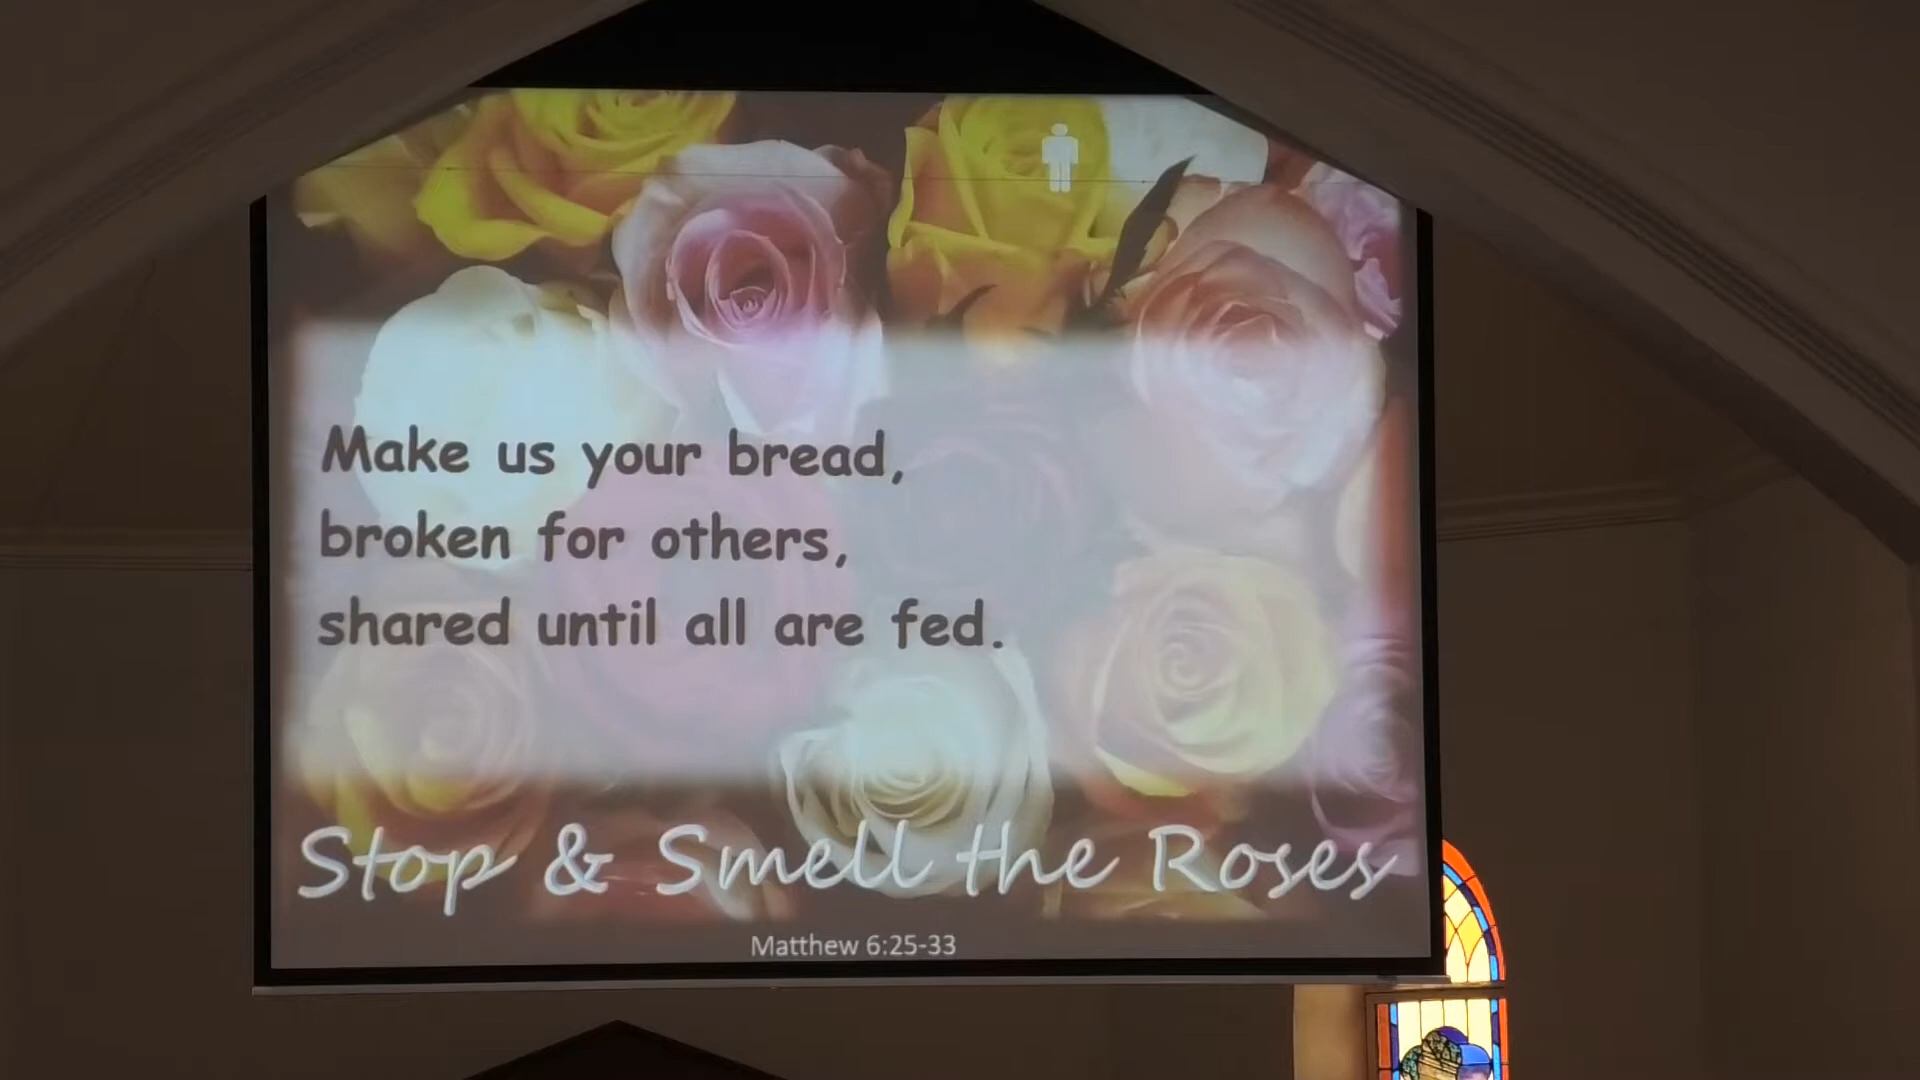 Make us your bread,
broken for others,
shared until all are fed.
Stop & Smell the Roses
Matthew 6:25-33